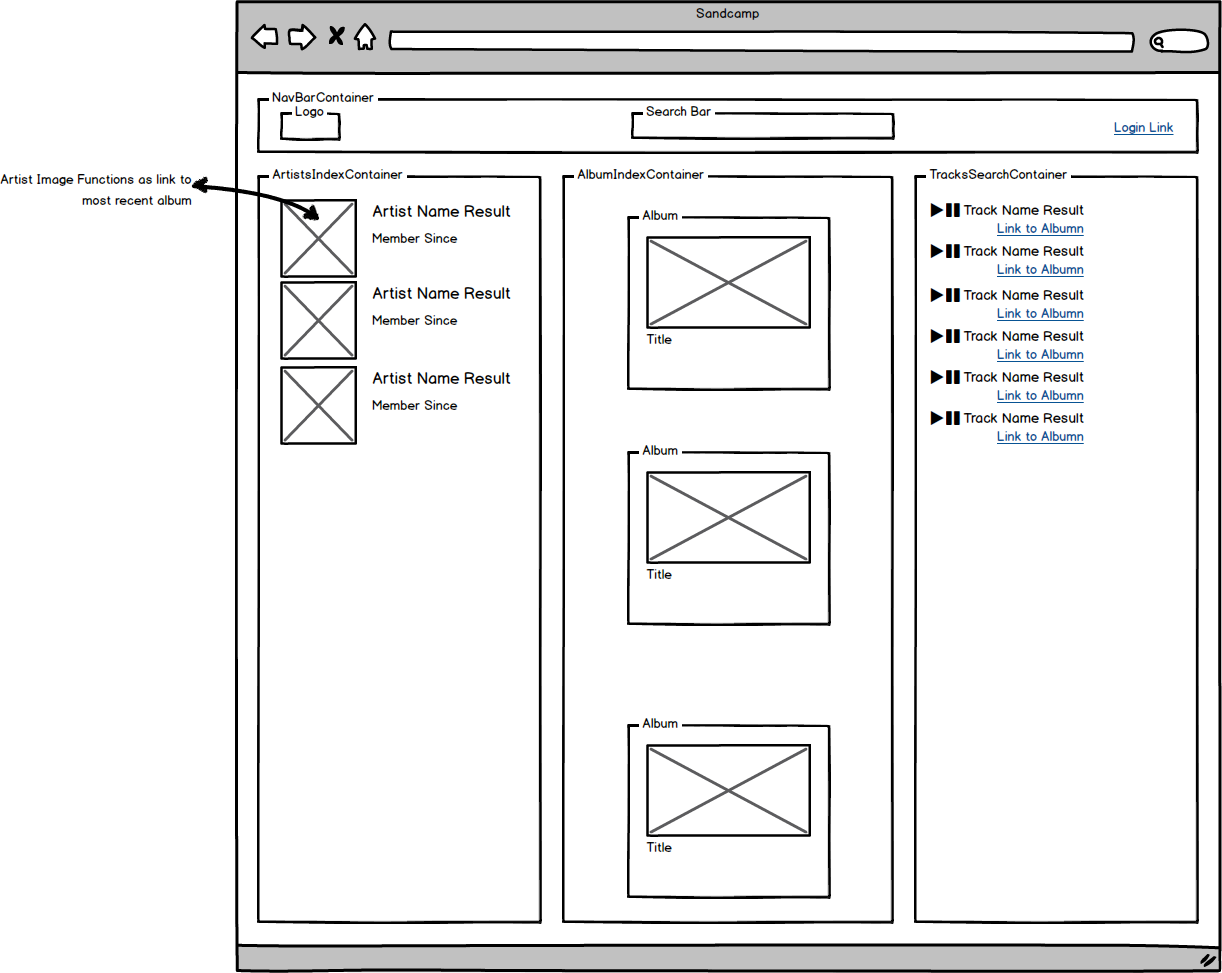 Sandcamp
NavBarContainer
Logo
Search Bar
Login Link
Artist Image Functions as link to
most recent album
ArtistsIndexContainer
Artist Name Result
Member Since
Artist Name Result
Member Since
Artist Name Result
Member Since
AlbumIndexContainer
Album
Title
Album
Title
Album
Title
TracksSearchContainer
Track Name Result
Link to Albumn
Track Name Result
Link to Albumn
Track Name Result
Link to Albumn
Track Name Result
Link to Albumn
Track Name Result
Link to Albumn
Track Name Result
Link to Albumn